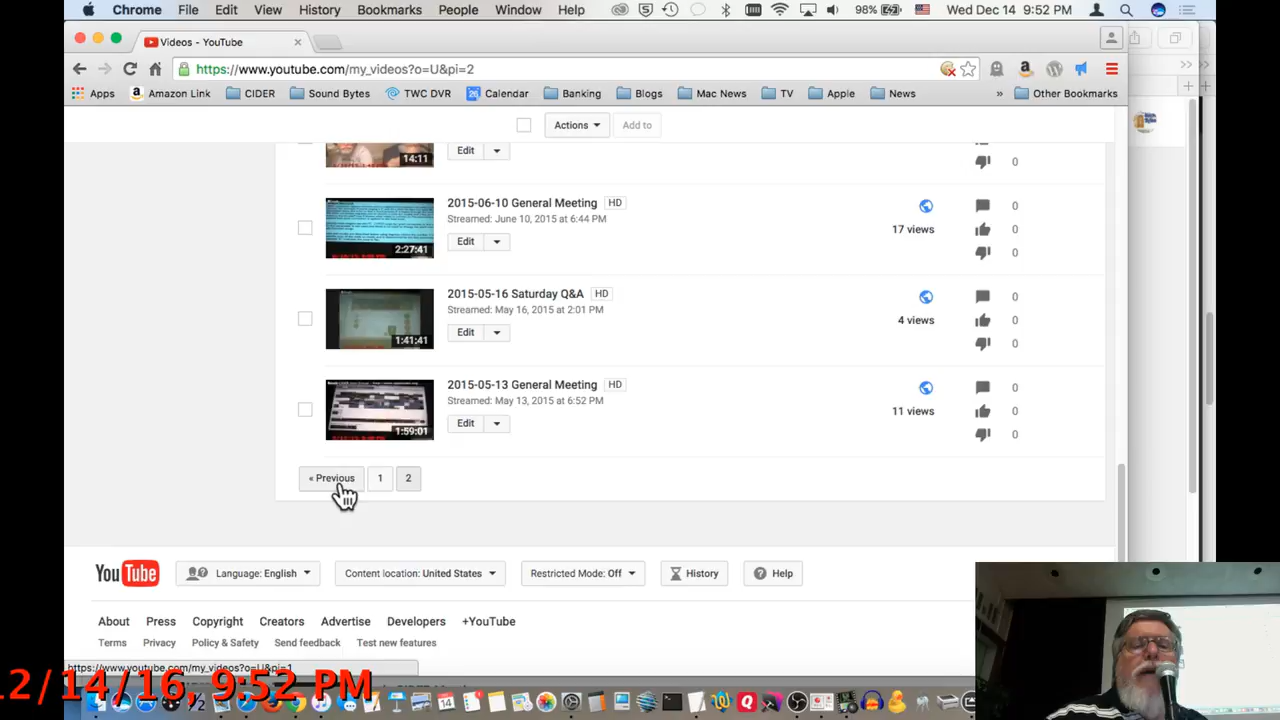 Chrome File Edit View History Bookmarks People Window Help 98% Wed Dec 14 9:52 PM
Videos - YouTube
https://www.youtube.com/my_videos?o=U&pi=2
Apps Amazon Link CIDER Sound Bytes TWC DVR Banking Blogs Mac News TV Apple News » Other Bookmarks
Actions Add to
14:11
Edit
0
2015-06-10 General Meeting HD
Streamed: June 10, 2015 at 6:44 PM
Edit
2:27:41
17 views
0
0
0
2015-05-16 Saturday Q&A HD
Streamed: May 16, 2015 at 2:01 PM
Edit
1:41:41
4 views
0
0
0
2015-05-13 General Meeting HD
Streamed: May 13, 2015 at 6:52 PM
Edit
1:59:01
11 views
0
0
0
« Previous 1 2
YouTube Language: English Content location: United States Restricted Mode: Off History Help
About Press Copyright Creators Advertise Developers +YouTube
Terms Privacy Policy & Safety Send feedback Test new features
https://www.youtube.com/my_videos?o=U&pi=1
2/14/16, 9:52 PM